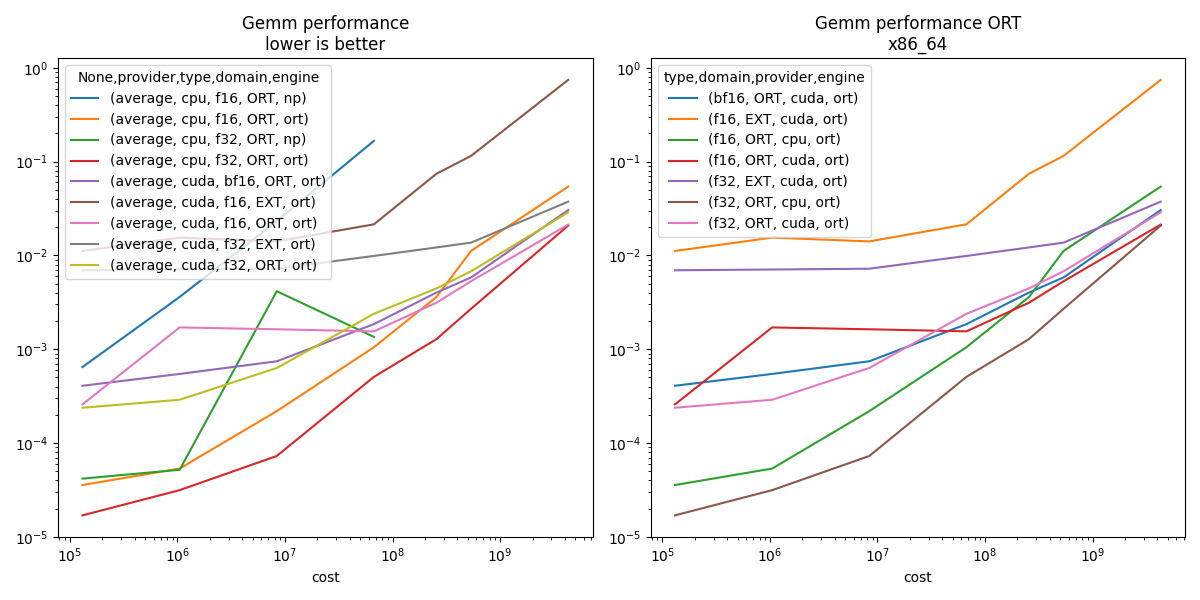 Gemm performance
lower is better
None,provider,type,domain,engine
(average, cpu, f16, ORT, np)
(average, cpu, f16, ORT, ort)
(average, cpu, f32, ORT, np)
(average, cpu, f32, ORT, ort)
(average, cuda, bf16, ORT, ort)
(average, cuda, f16, EXT, ort)
(average, cuda, f16, ORT, ort)
(average, cuda, f32, EXT, ort)
(average, cuda, f32, ORT, ort)
10⁰
10⁻¹
10⁻²
10⁻³
10⁻⁴
10⁻⁵
10⁵ 10⁶ 10⁷ 10⁸ 10⁹
cost
Gemm performance ORT
x86_64
type,domain,provider,engine
(bf16, ORT, cuda, ort)
(f16, EXT, cuda, ort)
(f16, ORT, cpu, ort)
(f16, ORT, cuda, ort)
(f32, EXT, cuda, ort)
(f32, ORT, cpu, ort)
(f32, ORT, cuda, ort)
10⁰
10⁻¹
10⁻²
10⁻³
10⁻⁴
10⁻⁵
10⁵ 10⁶ 10⁷ 10⁸ 10⁹
cost